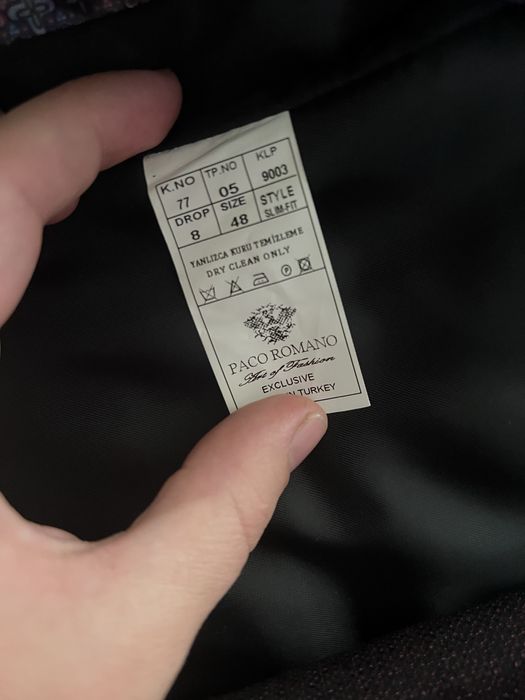 K.NO TP.NO KLP
77 05 9003
DROP SIZE STYLE
8 48 SLIM-FIT
YANLIZCA KURU TEMİZLEME
DRY CLEAN ONLY
PACO ROMANO
Art of Fashion
EXCLUSIVE
IN TURKEY